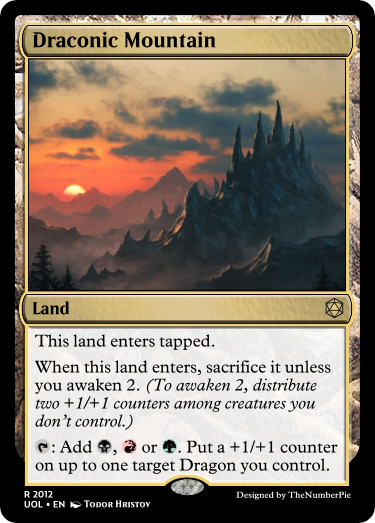 Draconic Mountain
Land
This land enters tapped.
When this land enters, sacrifice it unless
you awaken 2. (To awaken 2, distribute
two +1/+1 counters among creatures you
don't control.)
: Add , or . Put a +1/+1 counter
on up to one target Dragon you control.
R 2012
UOL • EN Todor Hristov
Designed by TheNumberPie